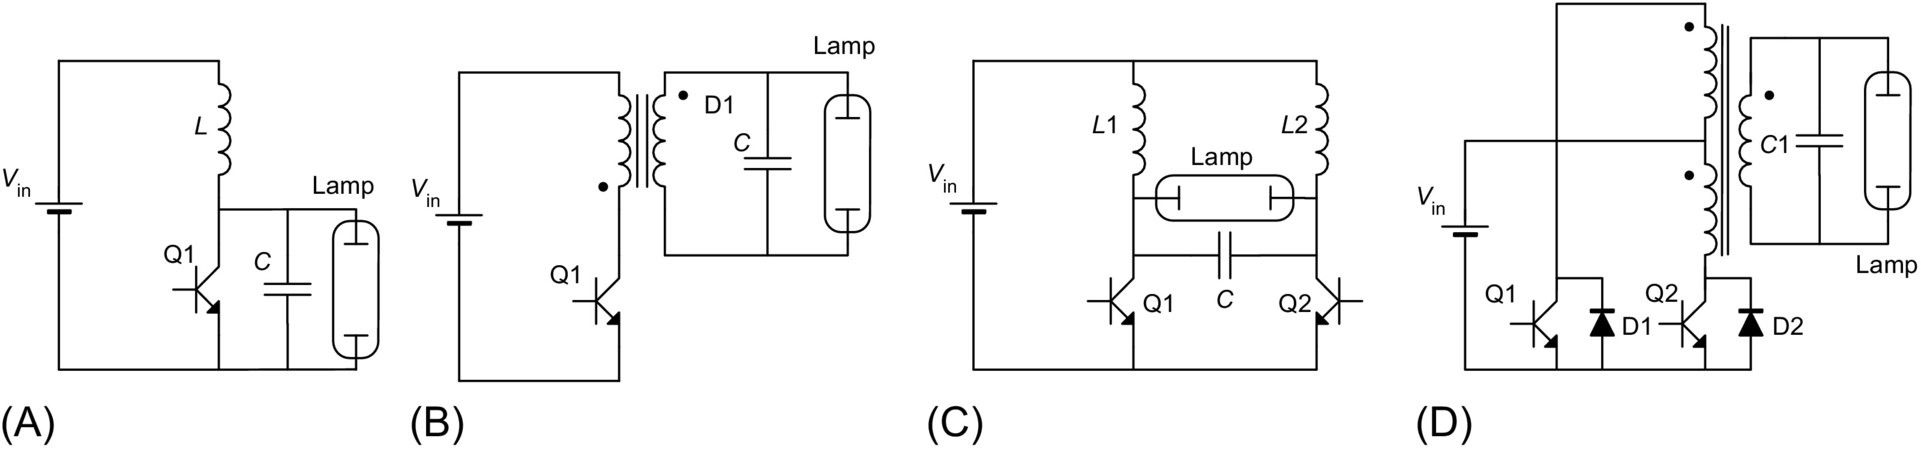 L
V in
Q1
C
Lamp
(A)
Lamp
D1
C
V in
Q1
(B)
L1
L2
Lamp
V in
Q1
C
Q2
(C)
C1
V in
Q1
D1
Q2
D2
Lamp
(D)